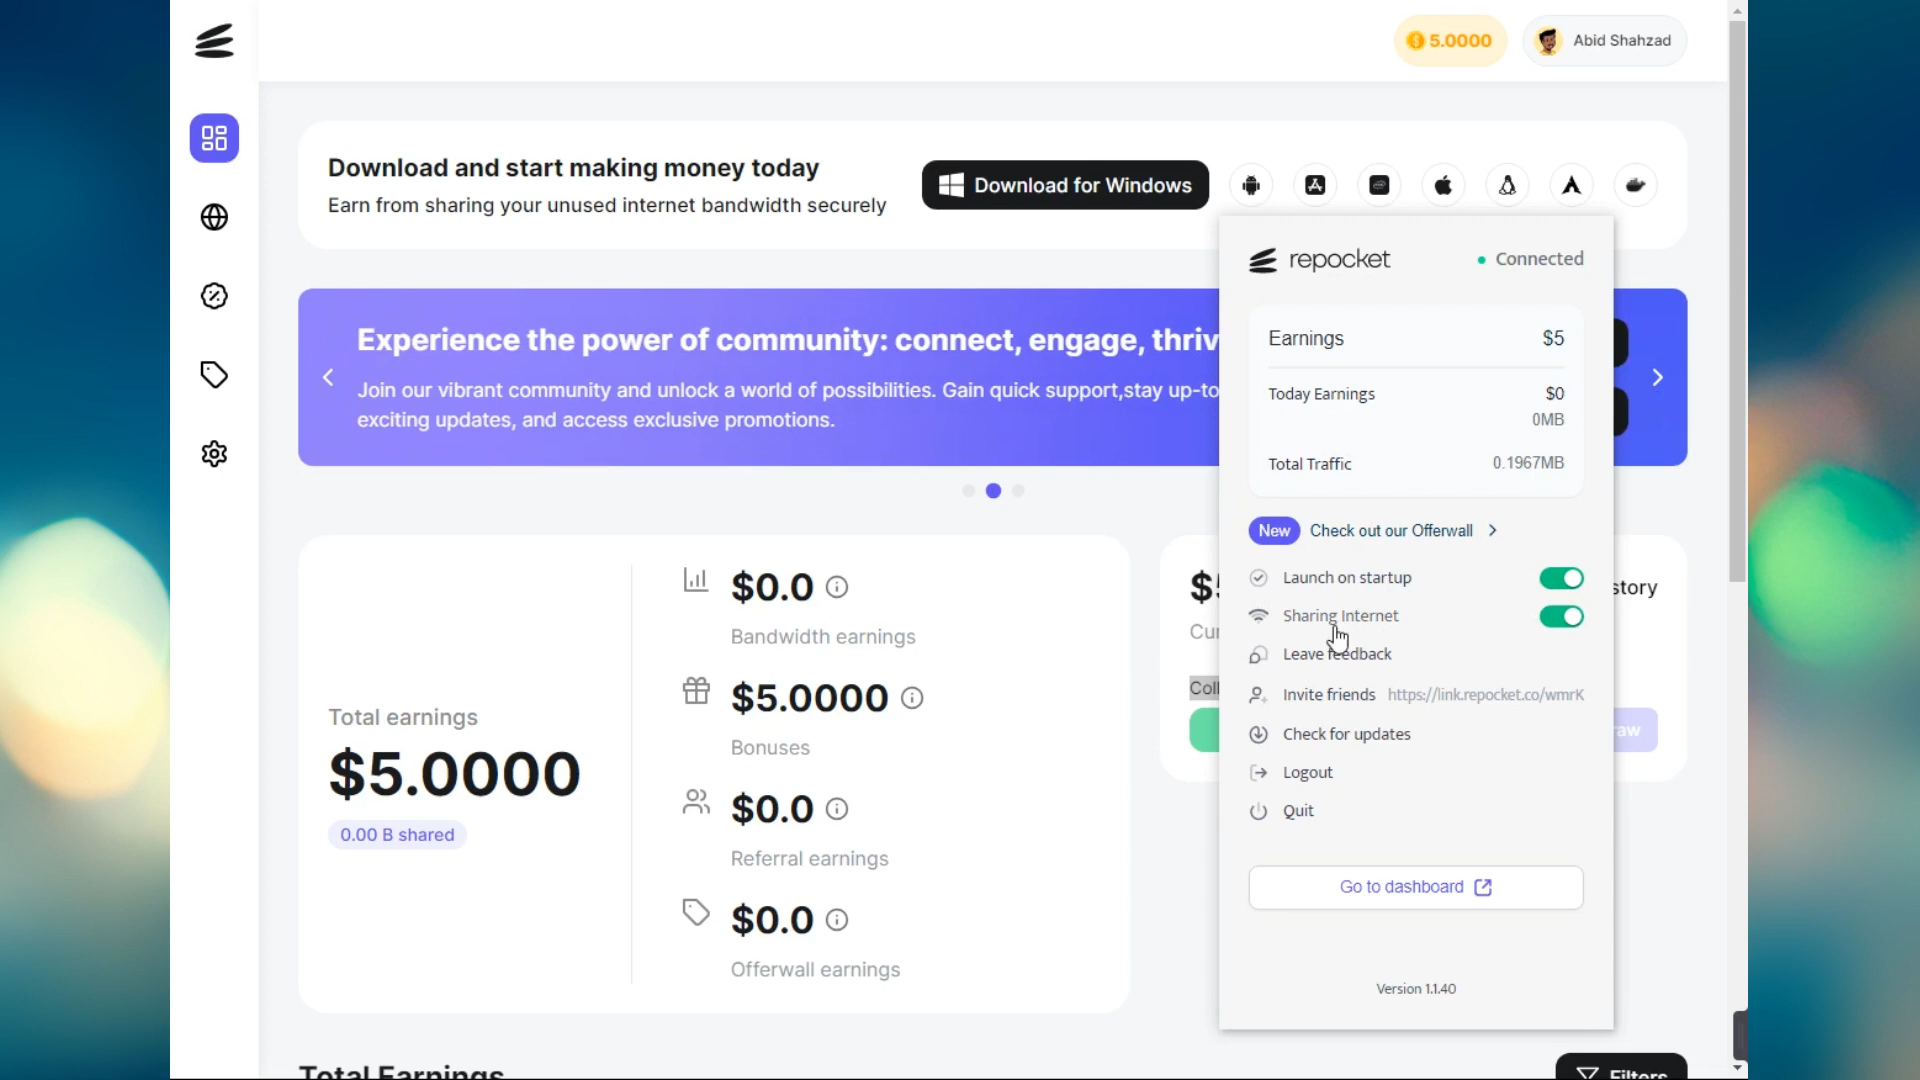 5.0000
Abid Shahzad
Download and start making money today
Earn from sharing your unused internet bandwidth securely
Download for Windows
Experience the power of community: connect, engage, thriv
Join our vibrant community and unlock a world of possibilities. Gain quick support,stay up-to
exciting updates, and access exclusive promotions.
Total earnings
$5.0000
0.00 B shared
$0.0
Bandwidth earnings
$5.0000
Bonuses
$0.0
Referral earnings
$0.0
Offerwall earnings
repocket
Connected
Earnings $5
Today Earnings $0
0MB
Total Traffic 0.1967MB
New Check out our Offerwall
Launch on startup
Sharing Internet
Leave feedback
Invite friends https://link.repocket.co/wmrK
Check for updates
Logout
Quit
Go to dashboard
Version 1.1.40
story
Coll
aw
Total Earnings
Filters